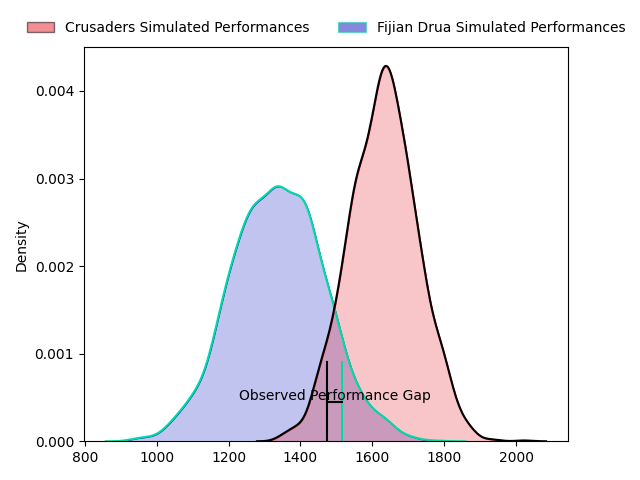 Crusaders Simulated Performances
Fijian Drua Simulated Performances
0.004
0.003
0.002
0.001
0.000
Density
Observed Performance Gap
800 1000 1200 1400 1600 1800 2000